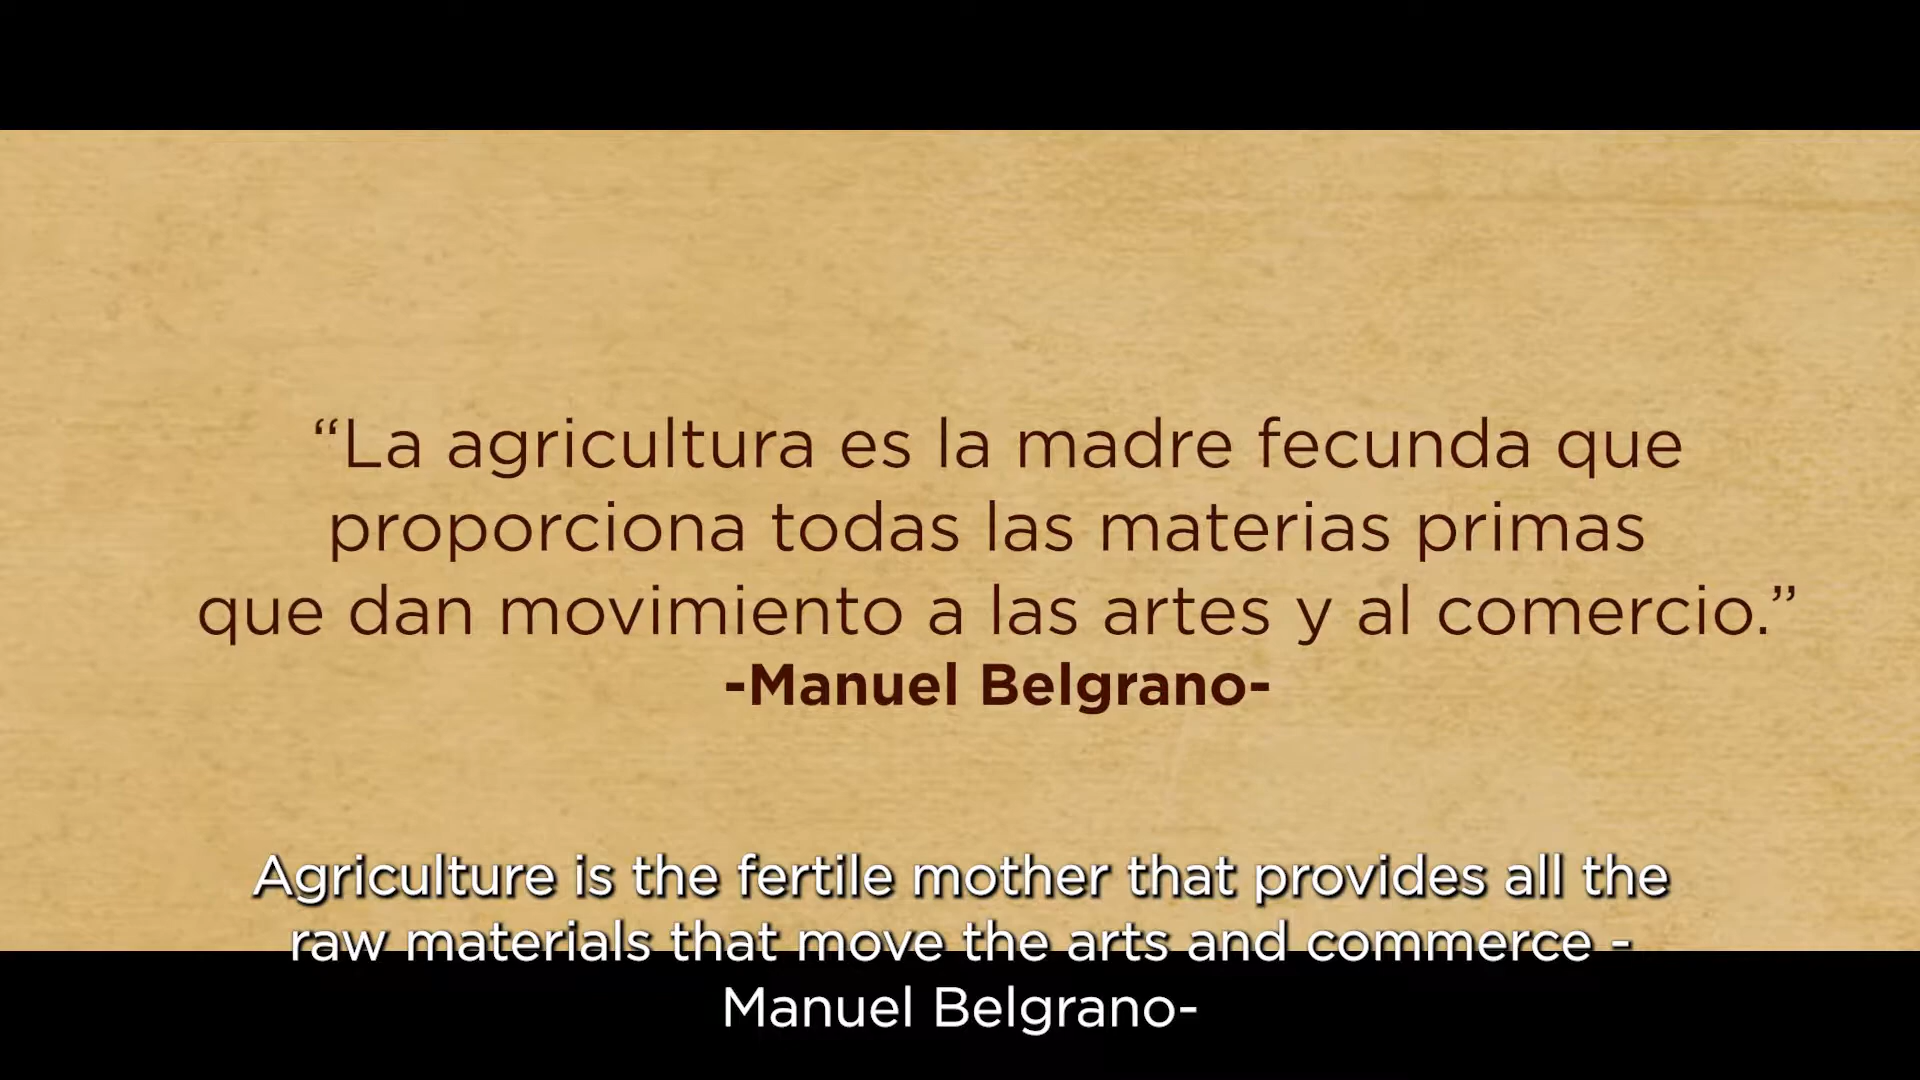 “La agricultura es la madre fecunda que
proporciona todas las materias primas
que dan movimiento a las artes y al comercio.”
-Manuel Belgrano-
Agriculture is the fertile mother that provides all the
raw materials that move the arts and commerce -
Manuel Belgrano-